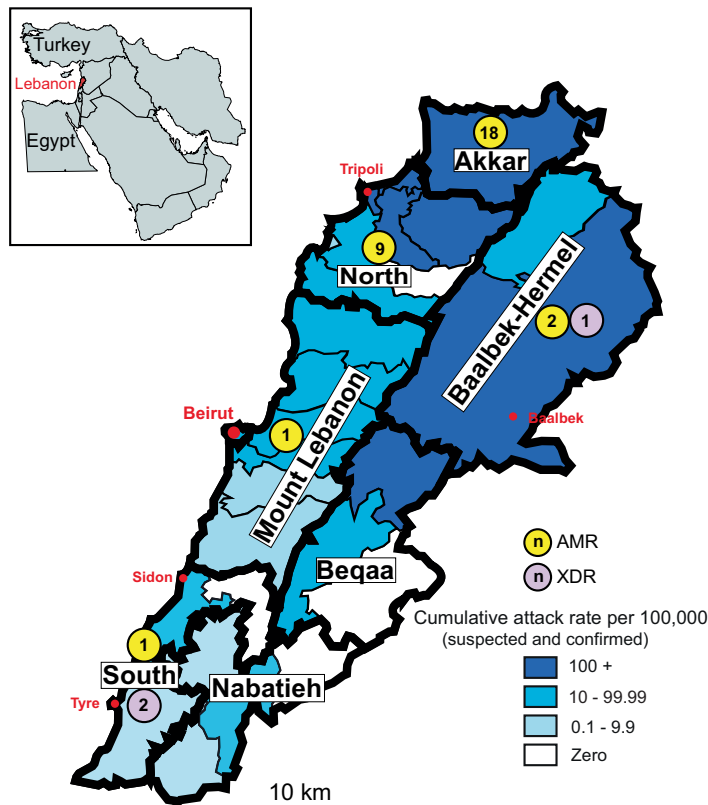 Turkey
Lebanon
Egypt
18
Akkar
Tripoli
9
North
Baalbek-Hermel
2
1
Baalbek
Beirut
1
Mount Lebanon
Beqaa
Sidon
1
South
Nabatieh
Tyre
2
10 km
n AMR
n XDR
Cumulative attack rate per 100,000
(suspected and confirmed)
100 +
10 - 99.99
0.1 - 9.9
Zero